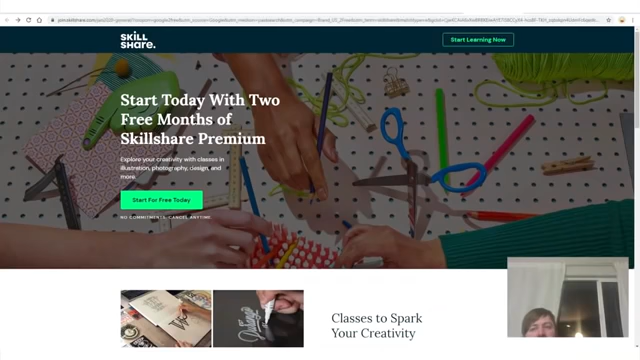 SKILL
SHARE.
Start Learning Now
Start Today With Two
Free Months of
Skillshare Premium
Explore your creativity with classes in
illustration, photography, design, and
more.
Start For Free Today
NO COMMITMENTS. CANCEL ANYTIME.
Classes to Spark
Your Creativity